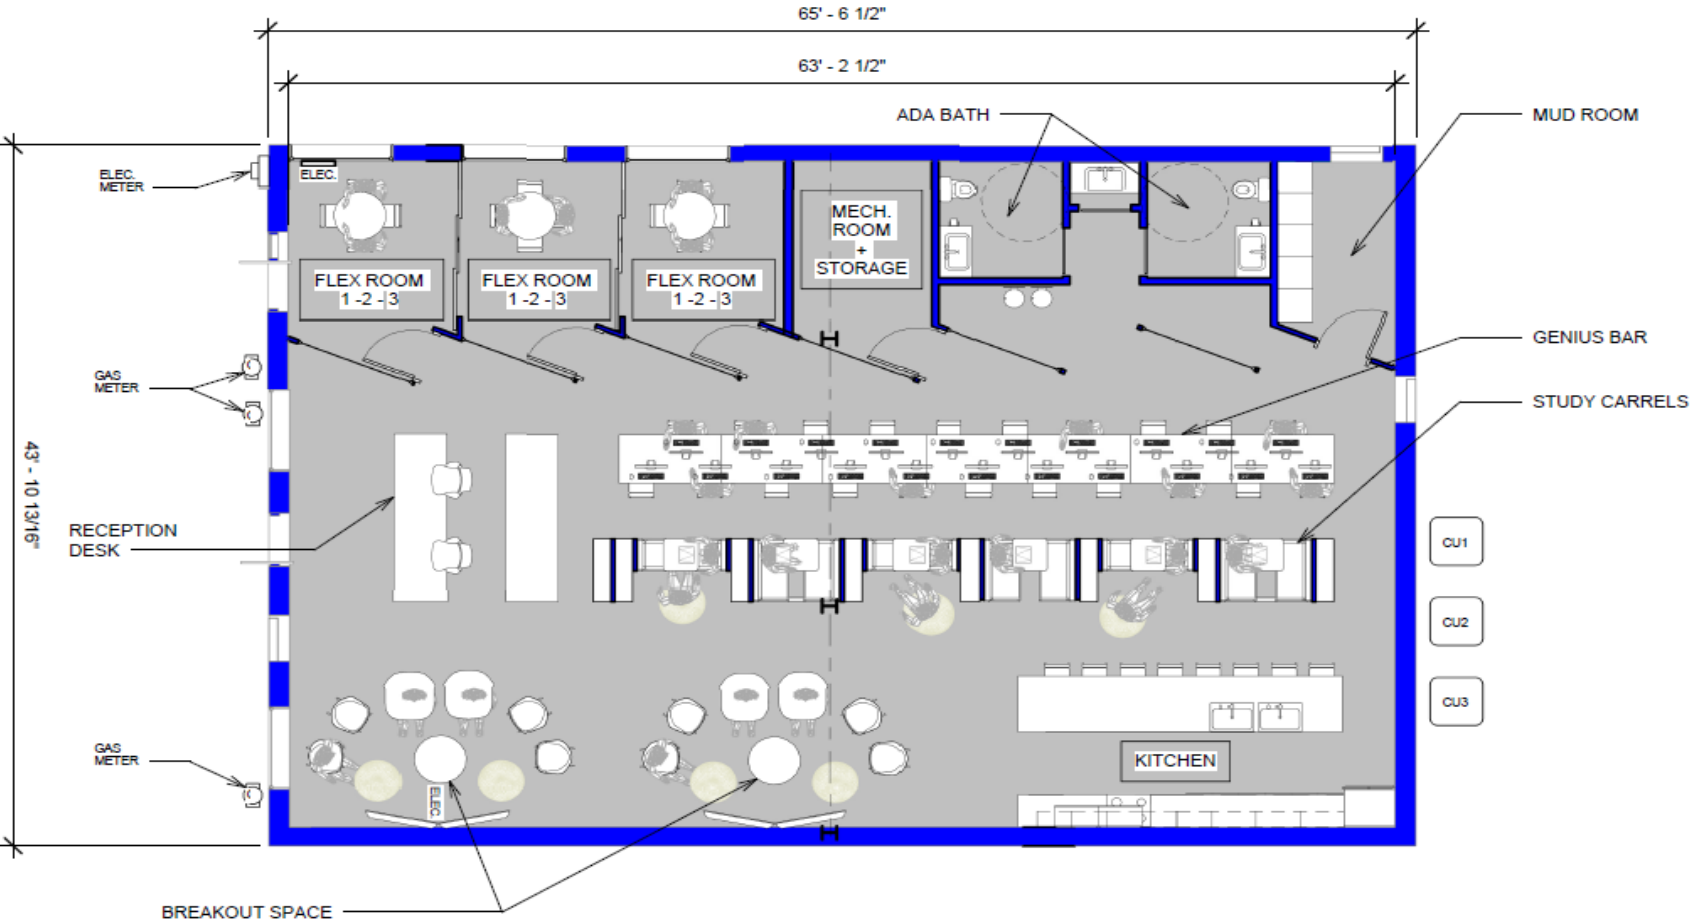 65' - 6 1/2"
63' - 2 1/2"
ADA BATH
MUD ROOM
ELEC.
METER
ELEC.
MECH.
ROOM
+
STORAGE
FLEX ROOM
1 -2 - 3
FLEX ROOM
1 -2 - 3
FLEX ROOM
1 -2 - 3
GENIUS BAR
GAS
METER
STUDY CARRELS
43' - 10 13/16"
RECEPTION
DESK
CU1
CU2
CU3
GAS
METER
KITCHEN
ELEC.
BREAKOUT SPACE